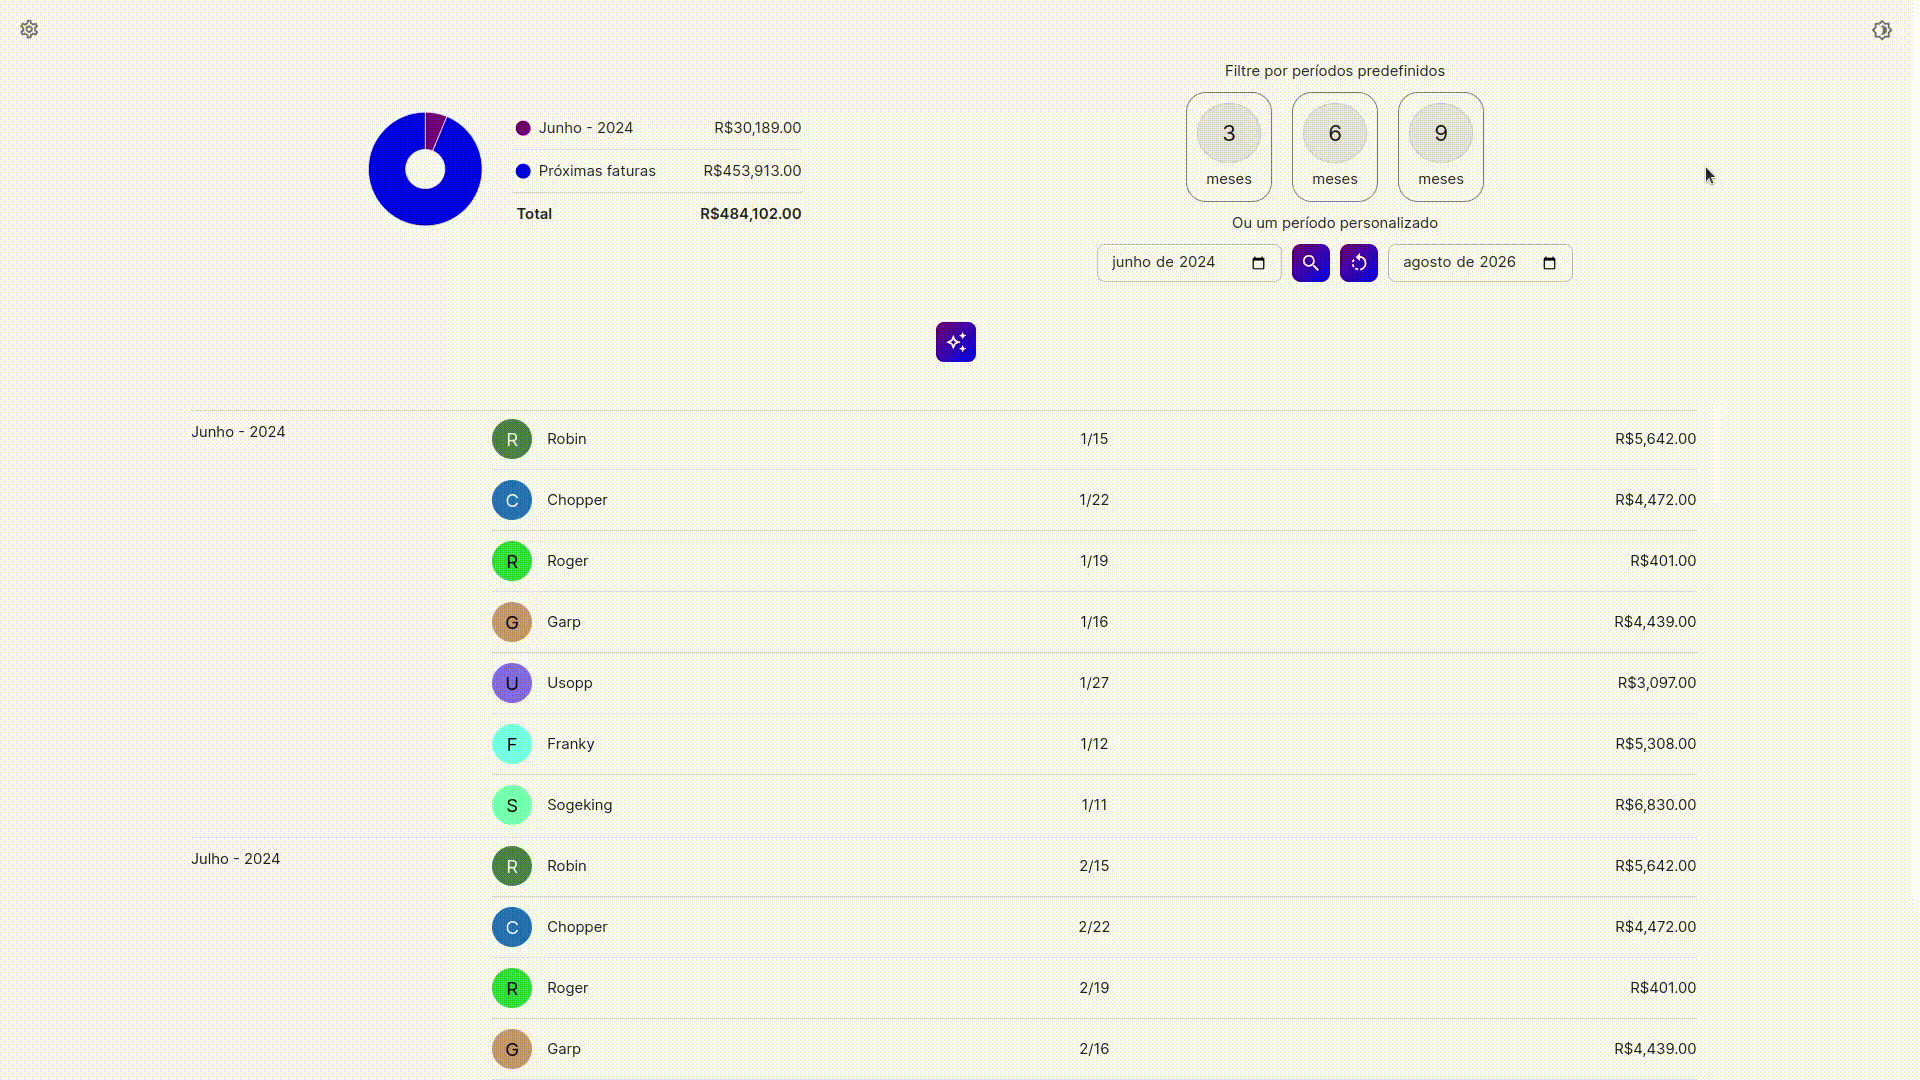 Junho - 2024 R$30,189.00
Próximas faturas R$453,913.00
Total R$484,102.00
Filtre por períodos predefinidos
3 6 9
meses meses meses
Ou um período personalizado
junho de 2024 agosto de 2026
Junho - 2024
R Robin 1/15 R$5,642.00
C Chopper 1/22 R$4,472.00
R Roger 1/19 R$401.00
G Garp 1/16 R$4,439.00
U Usopp 1/27 R$3,097.00
F Franky 1/12 R$5,308.00
S Sogeking 1/11 R$6,830.00
Julho - 2024
R Robin 2/15 R$5,642.00
C Chopper 2/22 R$4,472.00
R Roger 2/19 R$401.00
G Garp 2/16 R$4,439.00